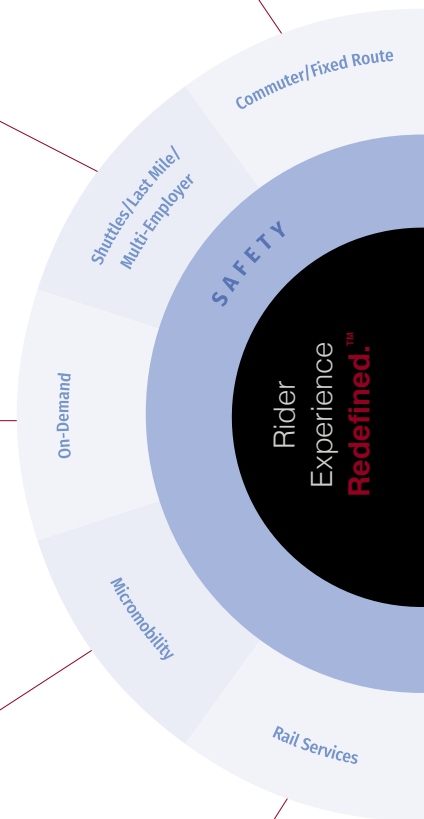 Commuter/Fixed Route
Shuttles/Last Mile/
Multi-Employer
On-Demand
Micromobility
Rail Services
SAFETY
Rider
Experience
Redefined.™